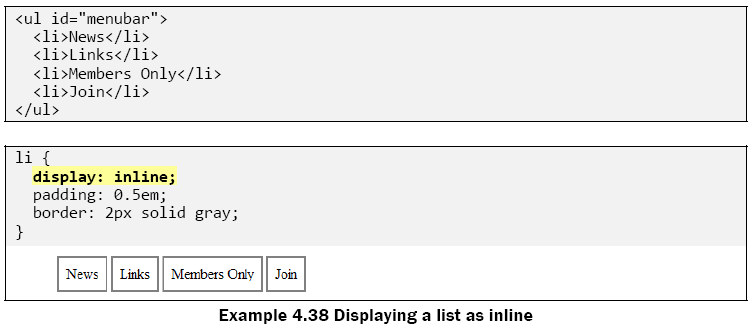 <ul id="menubar">
  <li>News</li>
  <li>Links</li>
  <li>Members Only</li>
  <li>Join</li>
</ul>
li {
  display: inline;
  padding: 0.5em;
  border: 2px solid gray;
}
News Links Members Only Join
Example 4.38 Displaying a list as inline